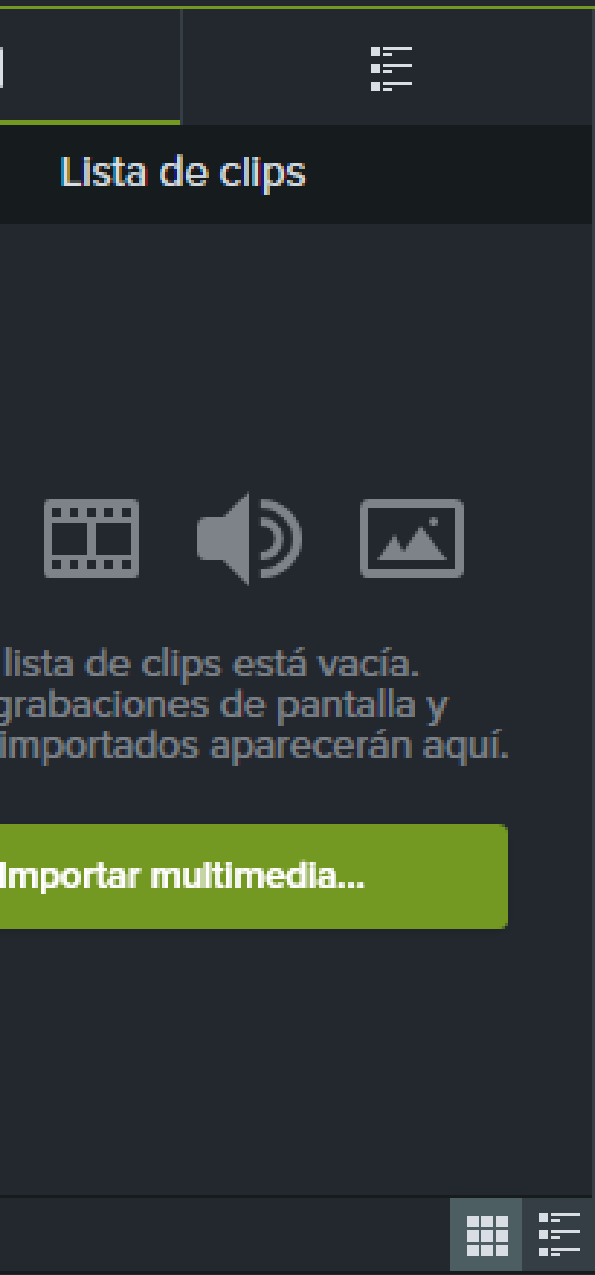 Lista de clips
lista de clips está vacía.
grabaciones de pantalla y
importados aparecerán aquí.
Importar multimedia...